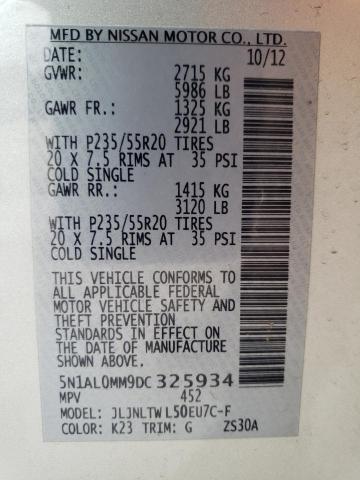 MFD BY NISSAN MOTOR CO., LTD.
DATE: 10/12
GVWR: 2715 KG
5986 LB
GAWR FR.: 1325 KG
2921 LB
WITH P235/55R20 TIRES
20 X 7.5 RIMS AT 35 PSI
COLD SINGLE
GAWR RR.: 1415 KG
3120 LB
WITH P235/55R20 TIRES
20 X 7.5 RIMS AT 35 PSI
COLD SINGLE
THIS VEHICLE CONFORMS TO
ALL APPLICABLE FEDERAL
MOTOR VEHICLE SAFETY AND
THEFT PREVENTION
STANDARDS IN EFFECT ON
THE DATE OF MANUFACTURE
SHOWN ABOVE.
5N1AL0MM9DC 325934
MPV 452
MODEL: JLJNLTW L50EU7C-F
COLOR: K23 TRIM: G ZS30A